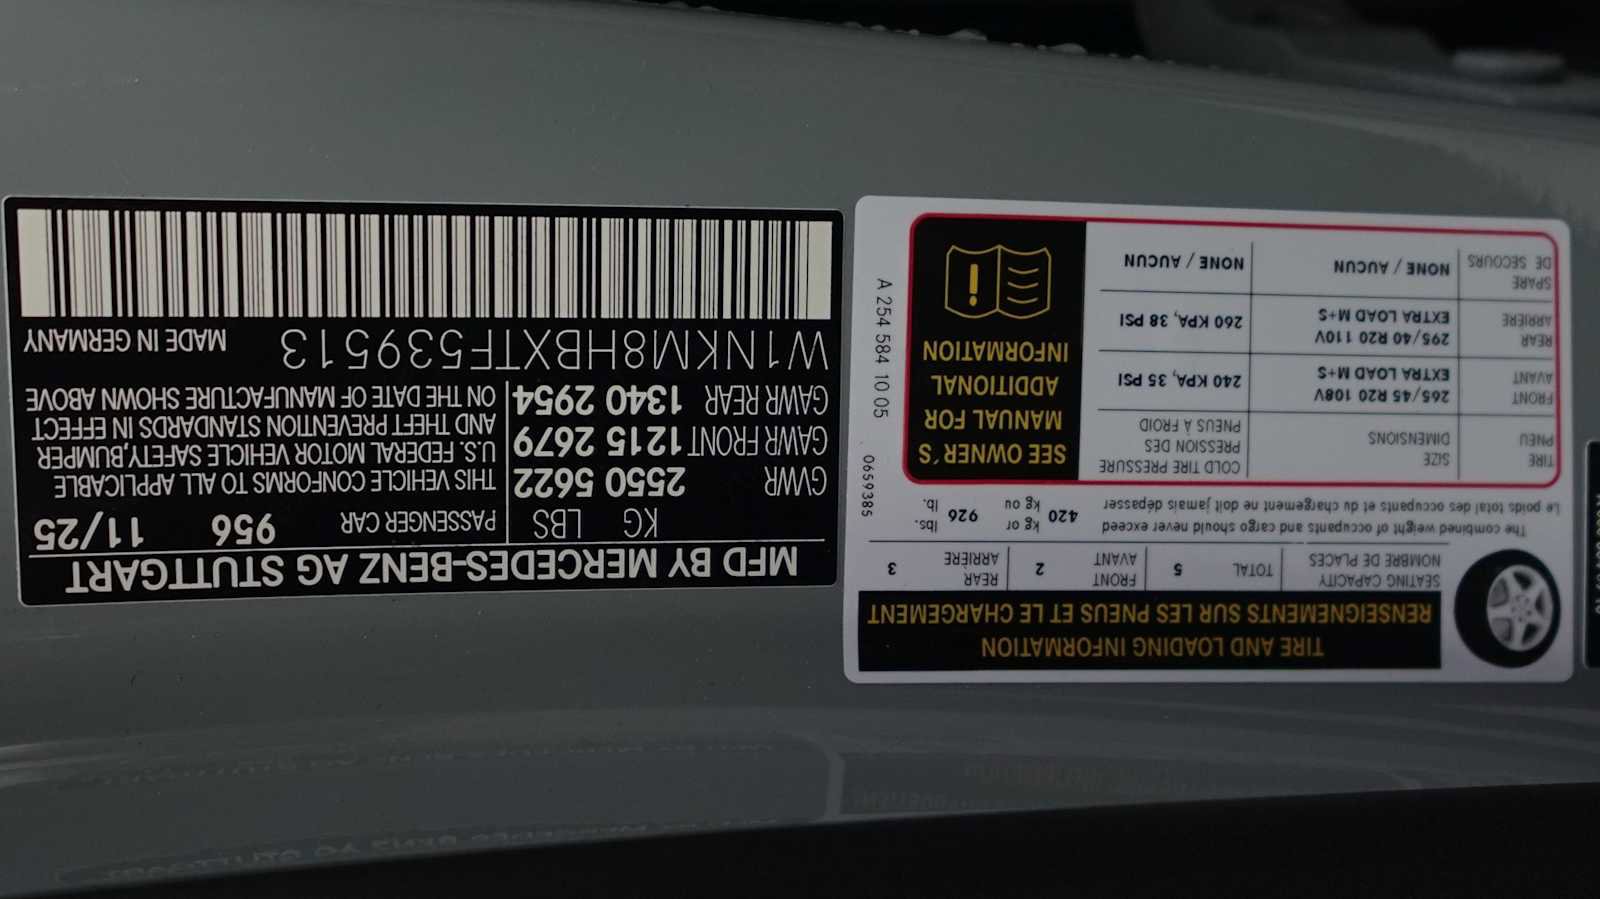 MFD BY MERCEDES-BENZ AG STUTTGART
KG LBS
GVWR 2550 5622
GAWR FRONT 1215 2679
GAWR REAR 1340 2954
PASSENGER CAR 956 11/25
THIS VEHICLE CONFORMS TO ALL APPLICABLE
U.S. FEDERAL MOTOR VEHICLE SAFETY,BUMPER
AND THEFT PREVENTION STANDARDS IN EFFECT
ON THE DATE OF MANUFACTURE SHOWN ABOVE
W1NKM8HBXTF539513 MADE IN GERMANY
TIRE AND LOADING INFORMATION
RENSEIGNEMENTS SUR LES PNEUS ET LE CHARGEMENT
SEATING CAPACITY
NOMBRE DE PLACES
TOTAL 5
FRONT
AVANT
2
REAR
ARRIÈRE
3
The combined weight of occupants and cargo should never exceed
Le poids total des occupants et du chargement ne doit jamais dépasser
420
kg or
kg ou
926
lbs.
lb.
TIRE
PNEU
SIZE
DIMENSIONS
COLD TIRE PRESSURE
PRESSION DES
PNEUS À FROID
FRONT
AVANT
265/45 R20 108V
EXTRA LOAD M+S
240 KPA, 35 PSI
REAR
ARRIÈRE
295/40 R20 110V
EXTRA LOAD M+S
260 KPA, 38 PSI
SPARE
DE SECOURS
NONE / AUCUN
NONE / AUCUN
SEE OWNER'S
MANUAL FOR
ADDITIONAL
INFORMATION
A 254 584 10 05
0659385